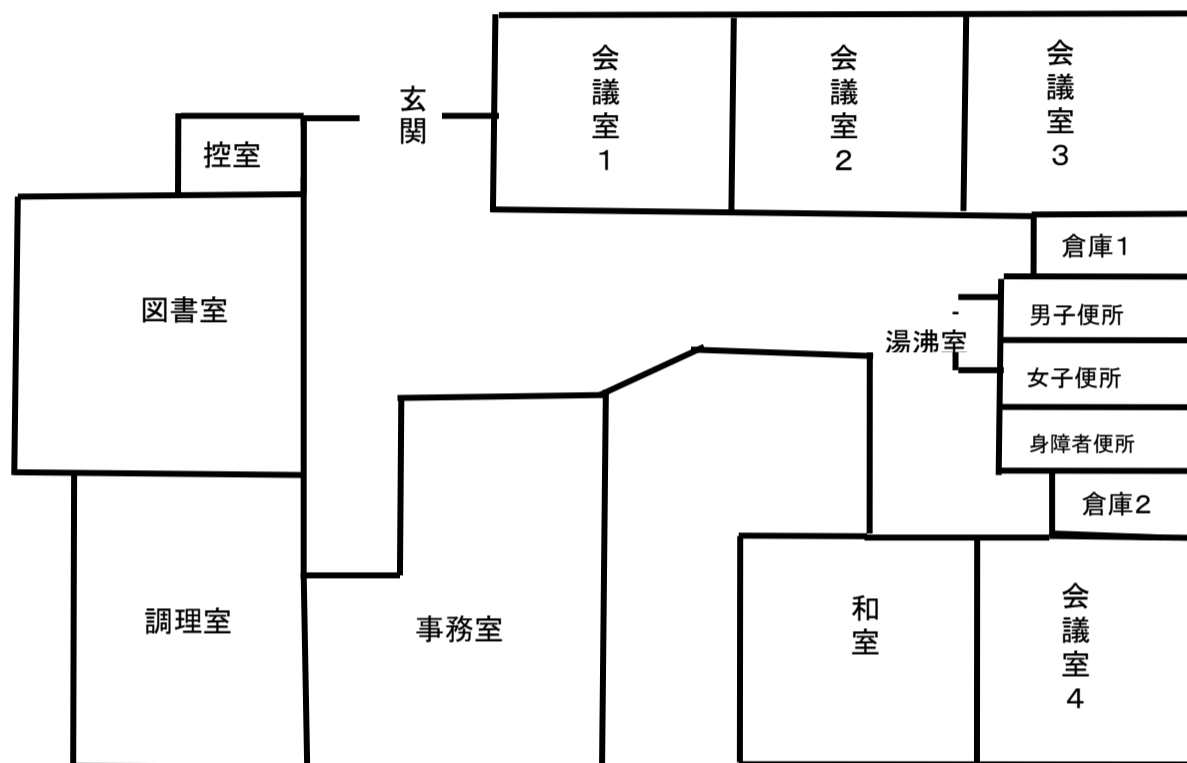 会議室1
会議室2
会議室3
玄関
控室
倉庫1
図書室
男子便所
湯沸室
女子便所
身障者便所
倉庫2
調理室
事務室
和室
会議室4